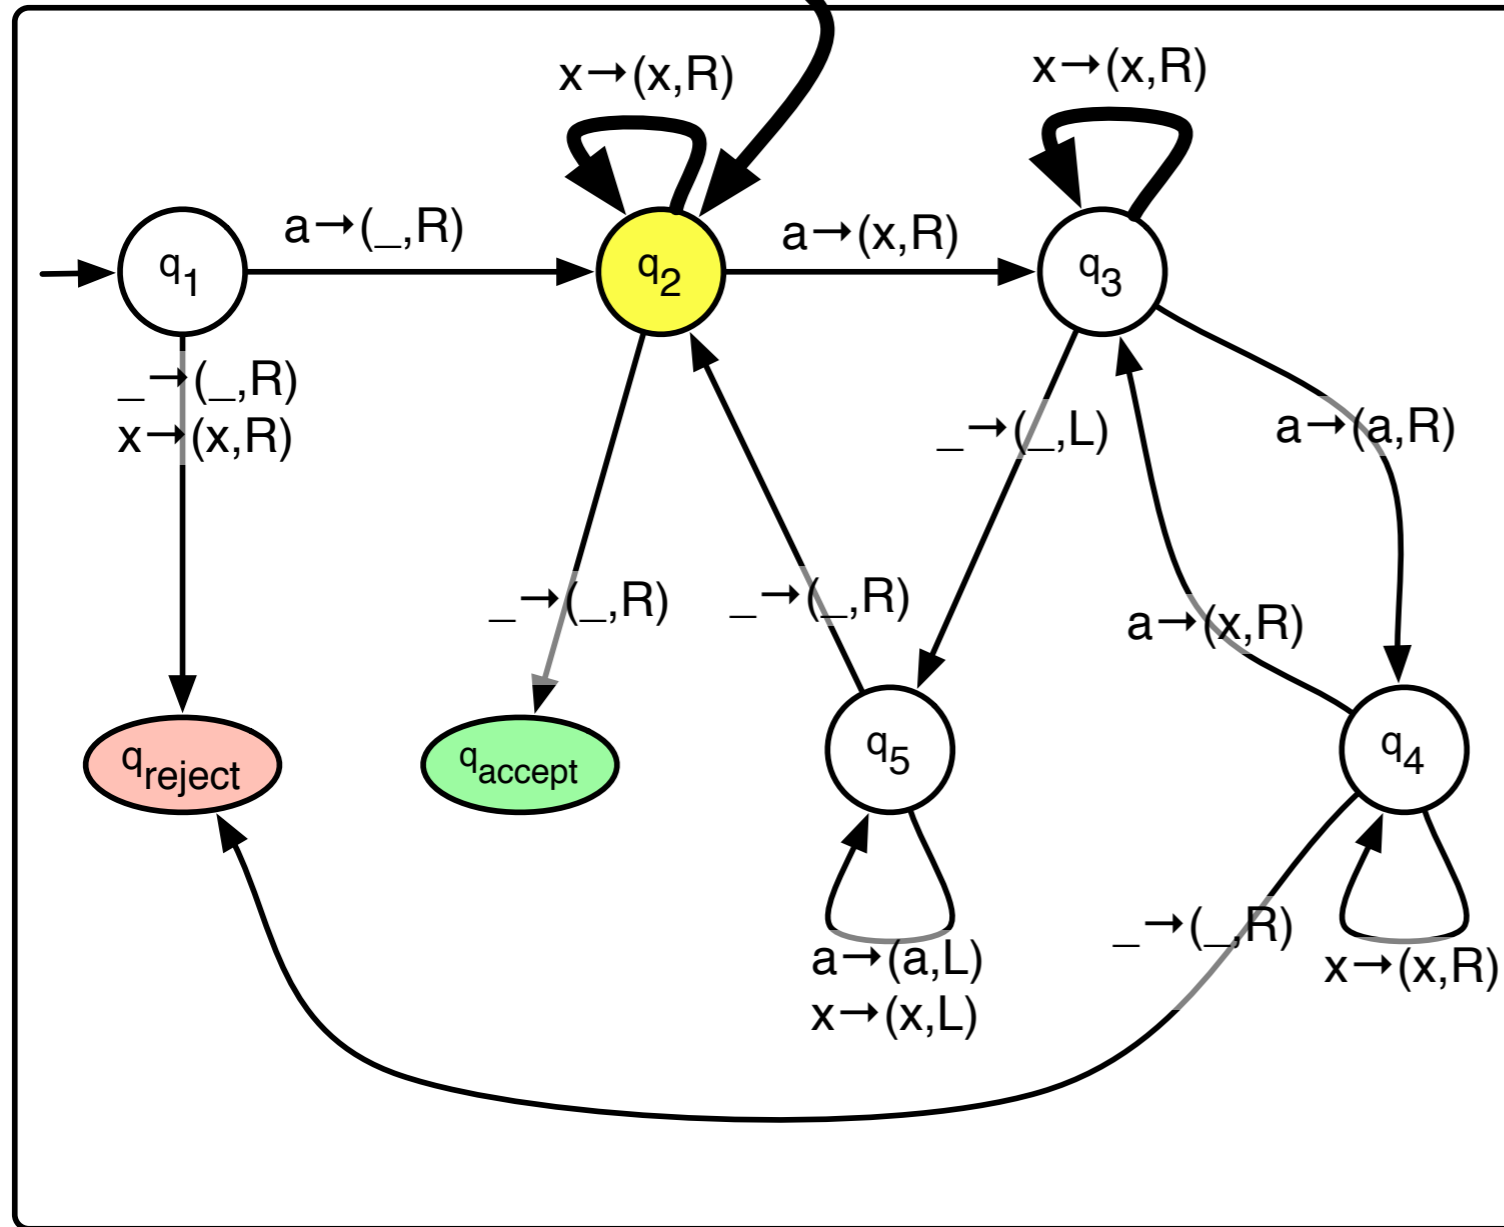 x→(x,R)
x→(x,R)
a→(_,R)
a→(x,R)
q1
q2
q3
_→(_,R)
x→(x,R)
_→(_,L)
a→(a,R)
_→(_,R)
_→(_,R)
a→(x,R)
qreject
qaccept
q5
q4
a→(a,L)
x→(x,L)
_→(_,R)
x→(x,R)